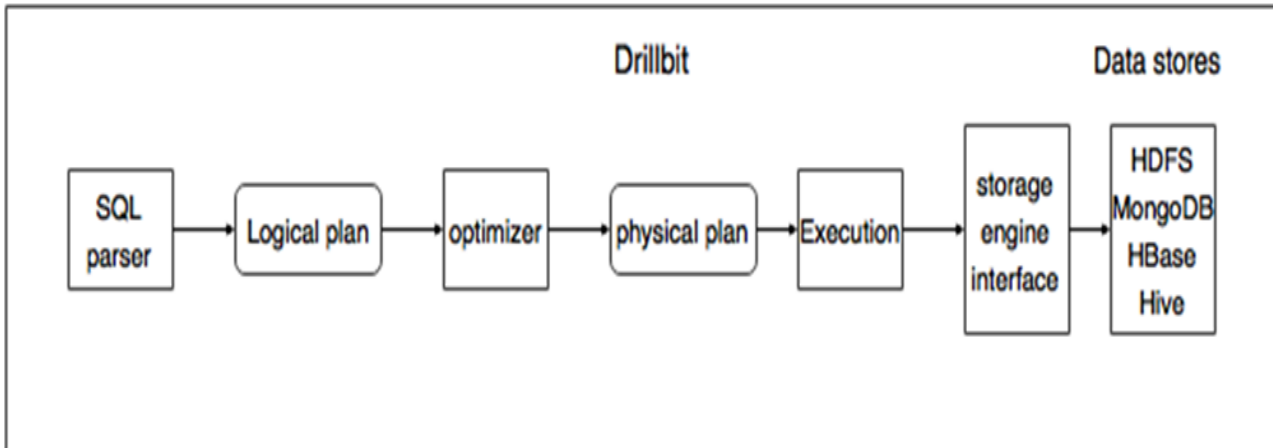 Drillbit
Data stores
SQL
parser
Logical plan
optimizer
physical plan
Execution
storage
engine
interface
HDFS
MongoDB
HBase
Hive